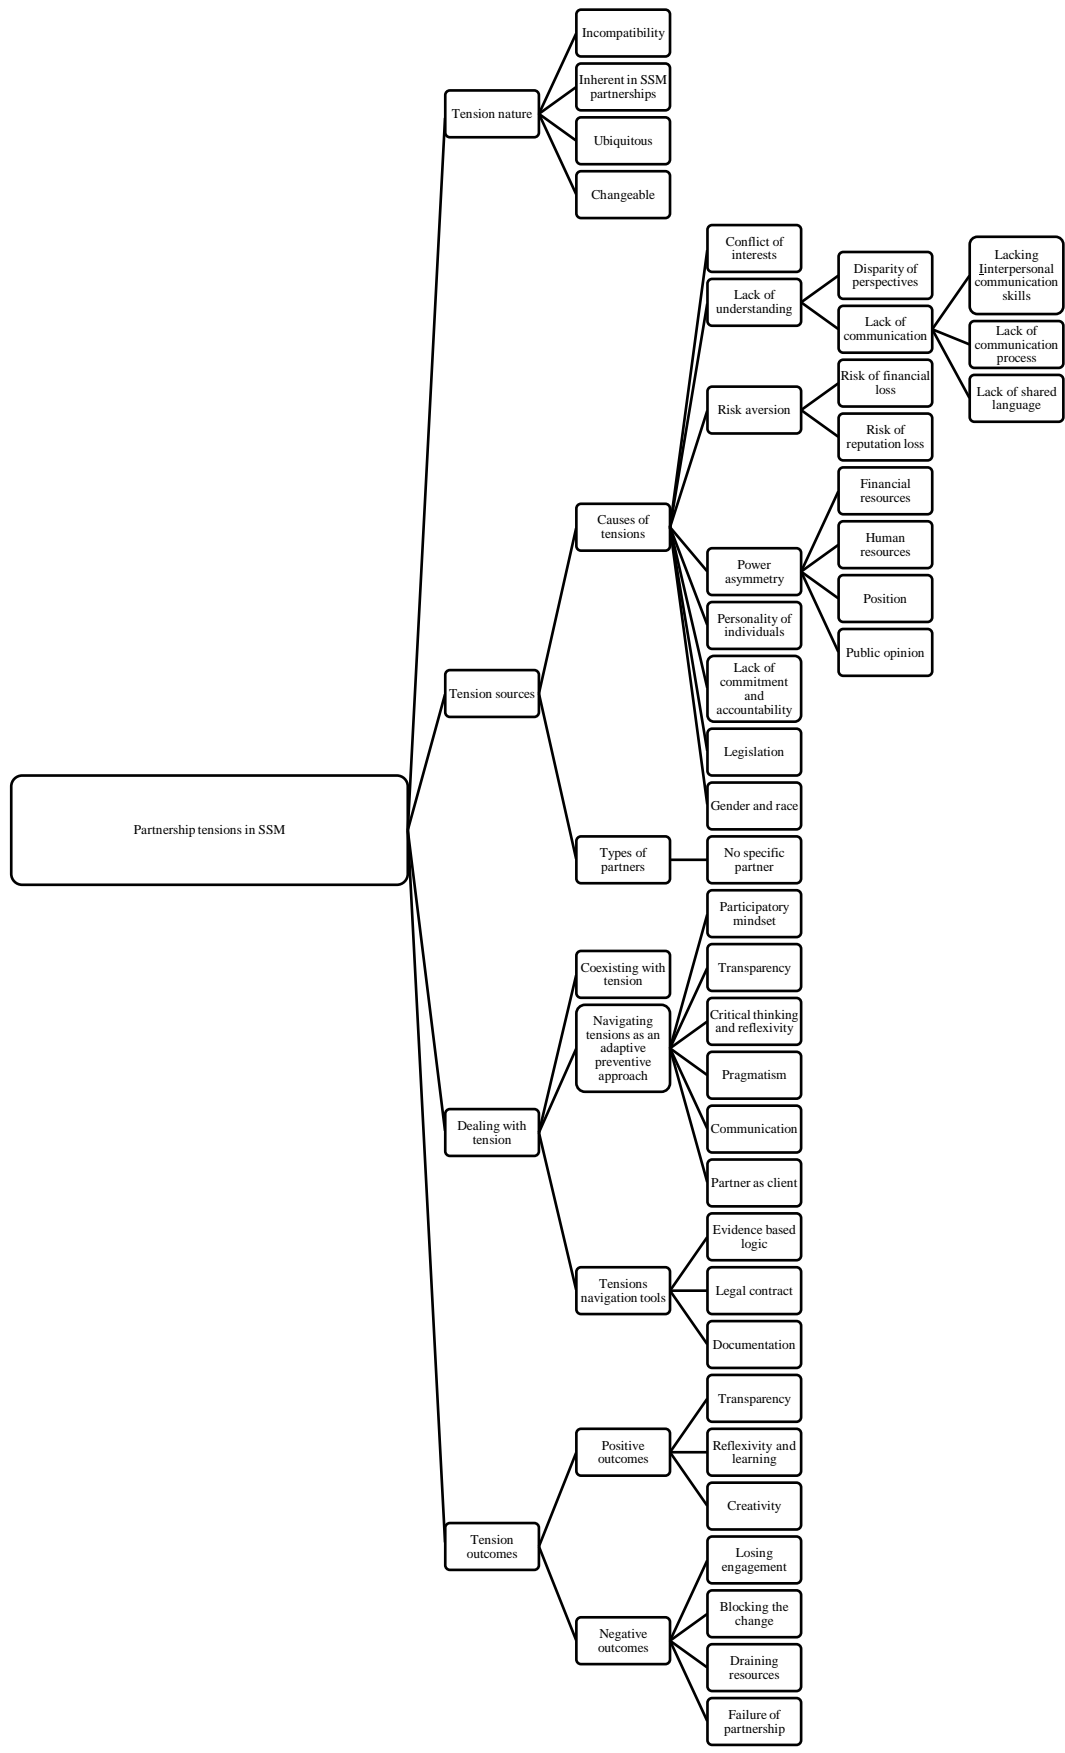 Partnership tensions in SSM
Tension nature
Incompatibility
Inherent in SSM
partnerships
Ubiquitous
Changeable
Tension sources
Causes of
tensions
Conflict of
interests
Lack of
understanding
Disparity of
perspectives
Lack of
communication
Lacking
Iinterpersonal
communication
skills
Lack of
communication
process
Lack of shared
language
Risk aversion
Risk of financial
loss
Risk of
reputation loss
Power
asymmetry
Financial
resources
Human
resources
Position
Public opinion
Personality of
individuals
Lack of
commitment
and
accountability
Legislation
Gender and race
Types of
partners
No specific
partner
Dealing with
tension
Coexisting with
tension
Navigating
tensions as an
adaptive
preventive
approach
Participatory
mindset
Transparency
Critical thinking
and reflexivity
Pragmatism
Communication
Partner as client
Tensions
navigation tools
Evidence based
logic
Legal contract
Documentation
Tension
outcomes
Positive
outcomes
Transparency
Reflexivity and
learning
Creativity
Negative
outcomes
Losing
engagement
Blocking the
change
Draining
resources
Failure of
partnership